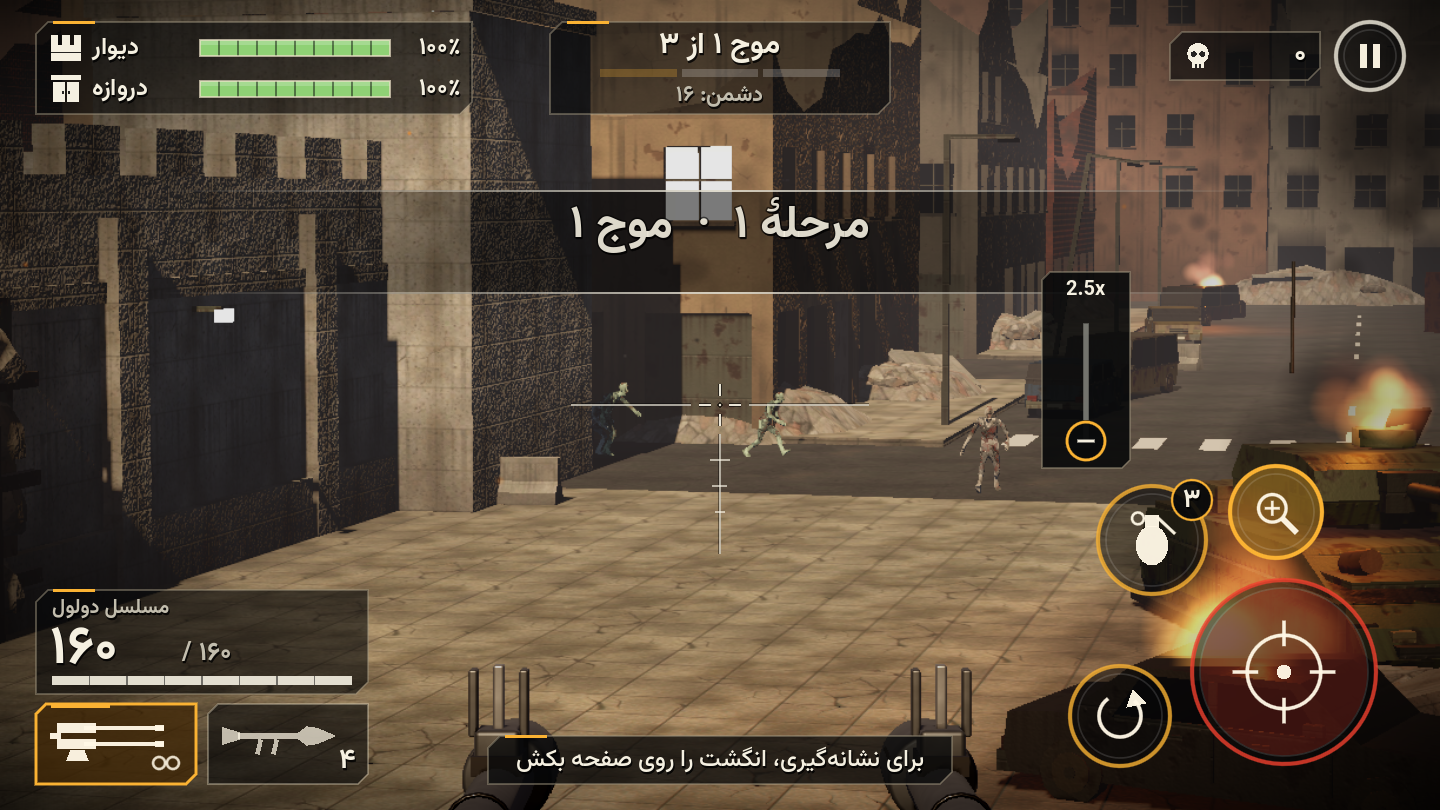 دیوار ۱۰۰٪
دروازه ۱۰۰٪
موج ۱ از ۳
دشمن: ۱۶
۰
مرحلهٔ ۱ · موج ۱
2.5x
۳
مسلسل دولول
۱۶۰ / ۱۶۰
∞
۴
برای نشانه‌گیری، انگشت را روی صفحه بکش